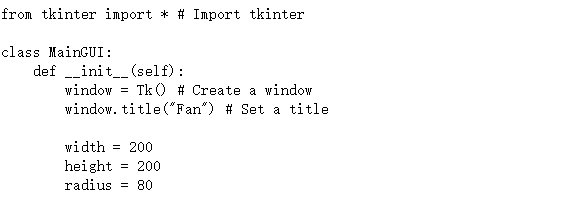 from tkinter import * # Import tkinter
class MainGUI:
    def __init__(self):
        window = Tk() # Create a window
        window.title("Fan") # Set a title
        width = 200
        height = 200
        radius = 80